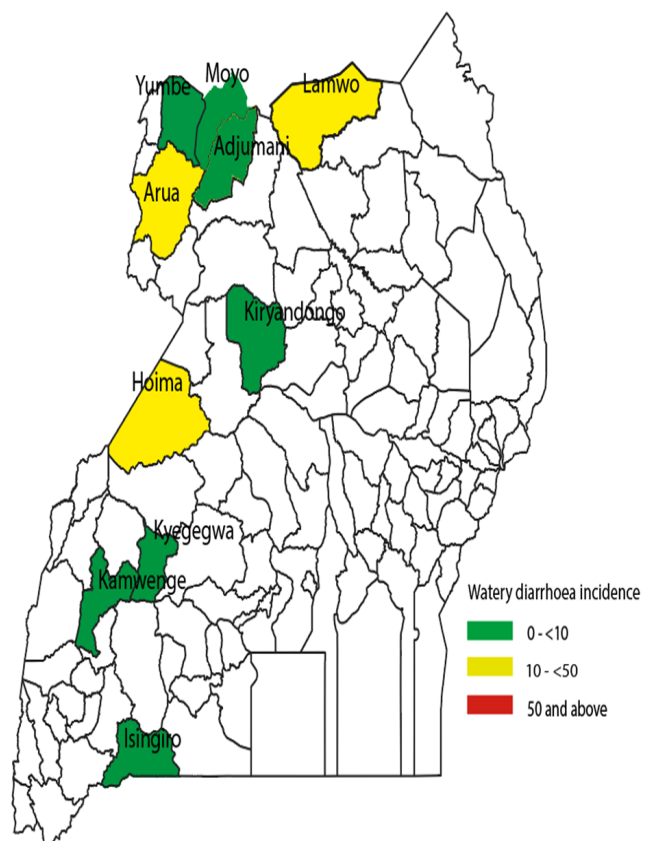 Moyo
Yumbe
Lamwo
Adjumani
Arua
Kiryandongo
Hoima
Kyegegwa
Kamwenge
Isingiro
Watery diarrhoea incidence
0 - <10
10 - <50
50 and above